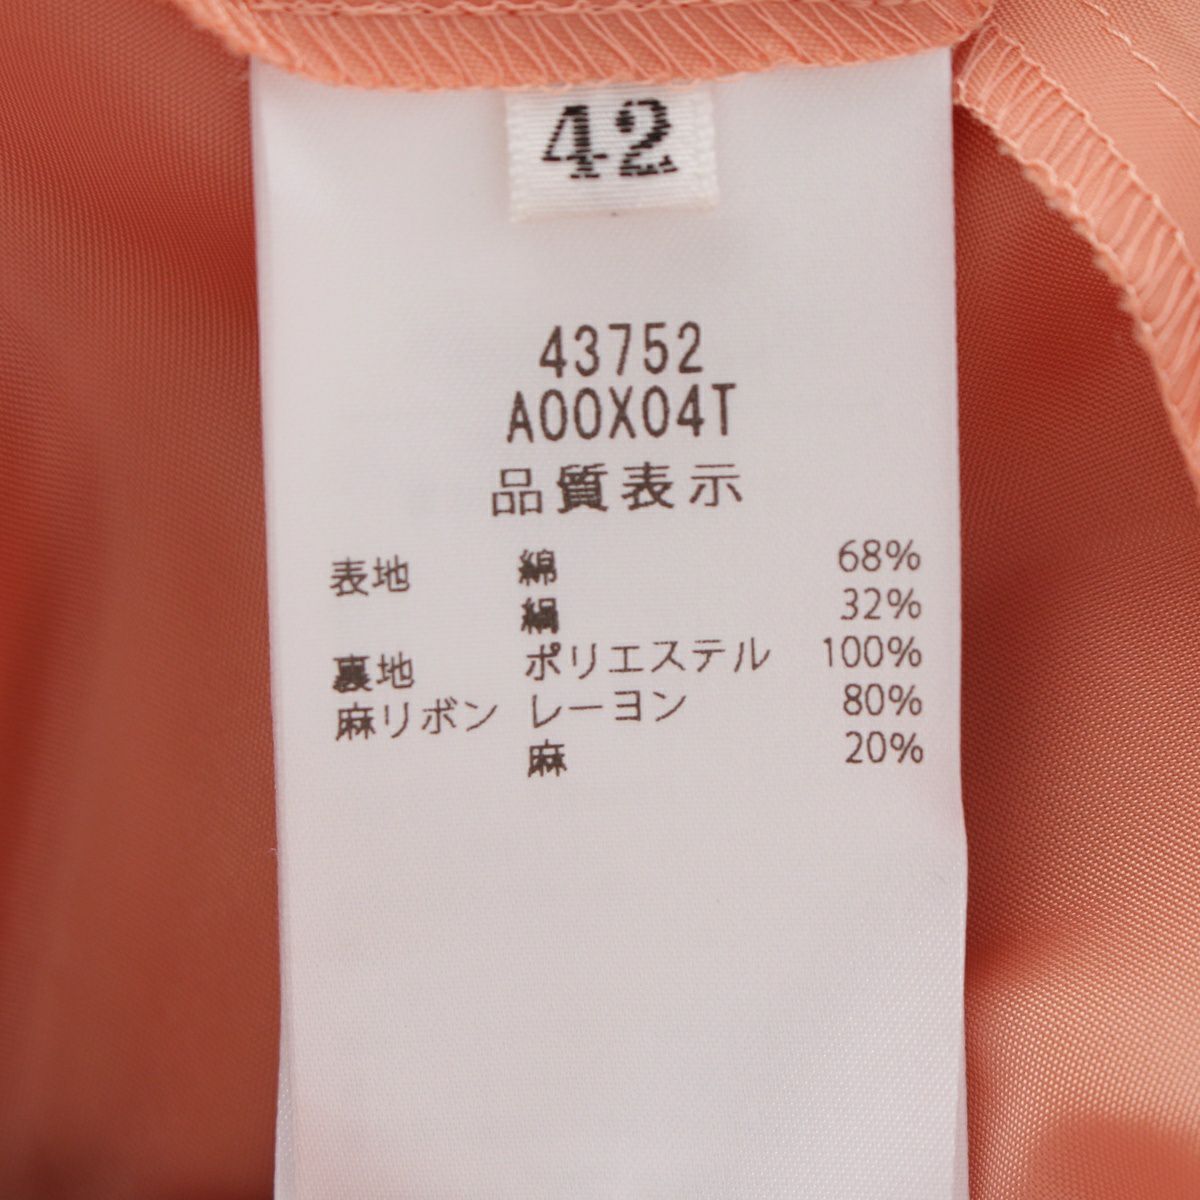 42
43752
A00X04T
品質表示
表地 綿 68%
絹 32%
裏地 ポリエステル 100%
麻リボン レーヨン 80%
麻 20%